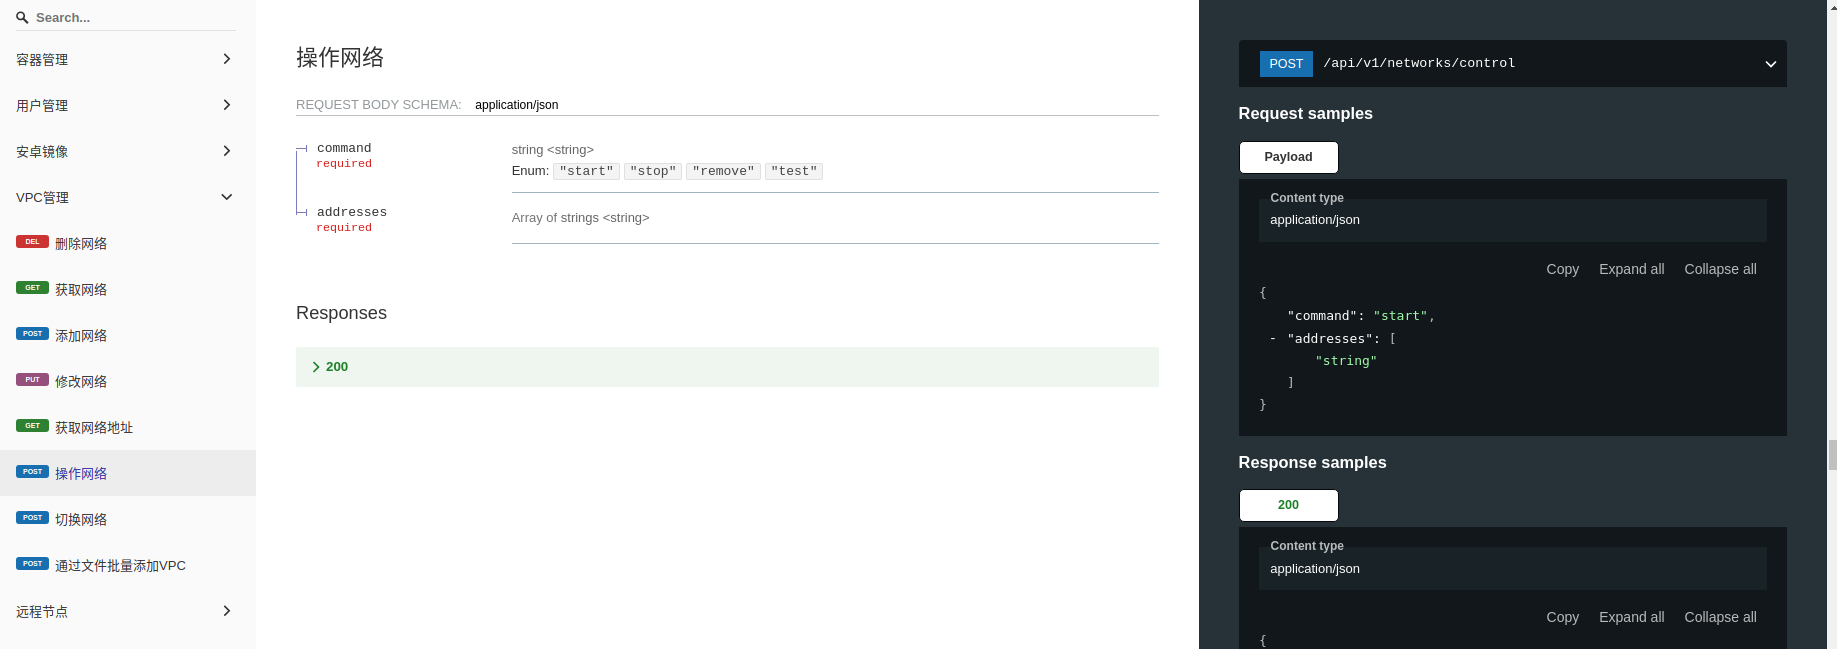 Search...
容器管理
用户管理
安卓镜像
VPC管理
DEL 删除网络
GET 获取网络
POST 添加网络
PUT 修改网络
GET 获取网络地址
POST 操作网络
POST 切换网络
POST 通过文件批量添加VPC
远程节点
操作网络
REQUEST BODY SCHEMA: application/json
command
required
string <string>
Enum: "start" "stop" "remove" "test"
addresses
required
Array of strings <string>
Responses
200
POST /api/v1/networks/control
Request samples
Payload
Content type
application/json
Copy Expand all Collapse all
{
"command": "start",
- "addresses": [
"string"
]
}
Response samples
200
Content type
application/json
Copy Expand all Collapse all
{